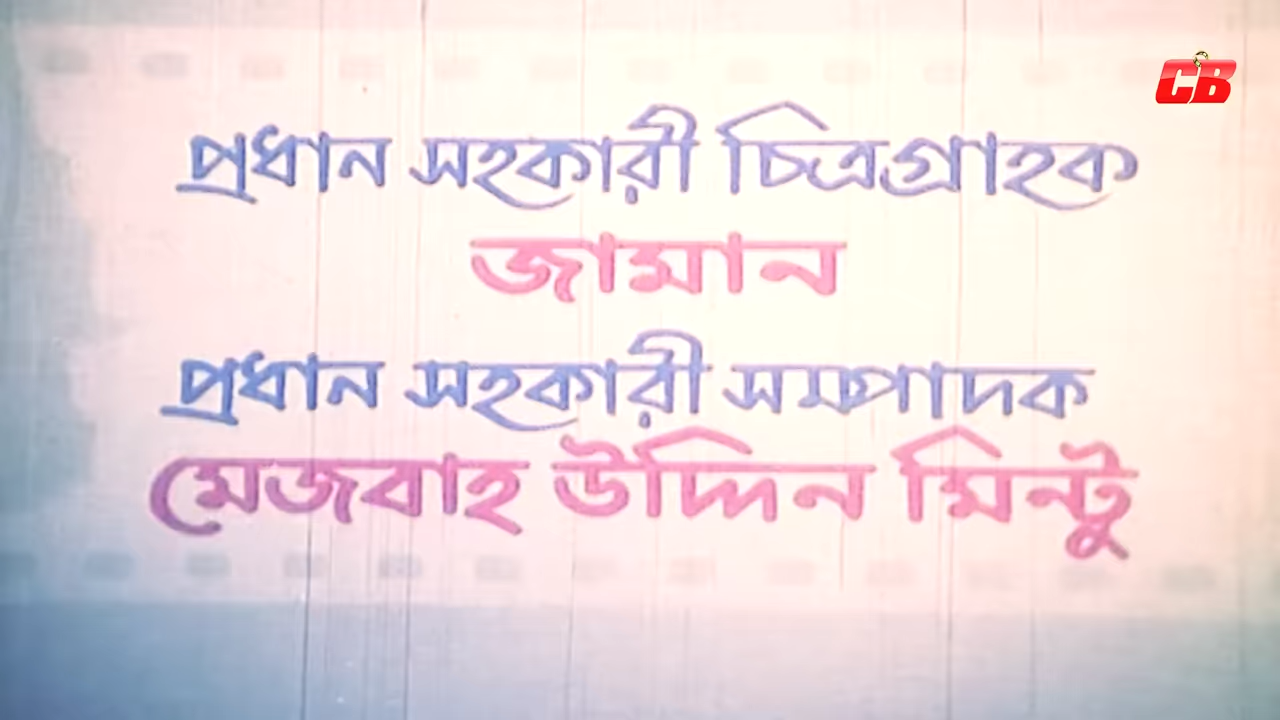 CB
প্রধান সহকারী চিত্রগ্রাহক
জামান
প্রধান সহকারী সম্পাদক
মেজবাহ উদ্দিন মিন্টু